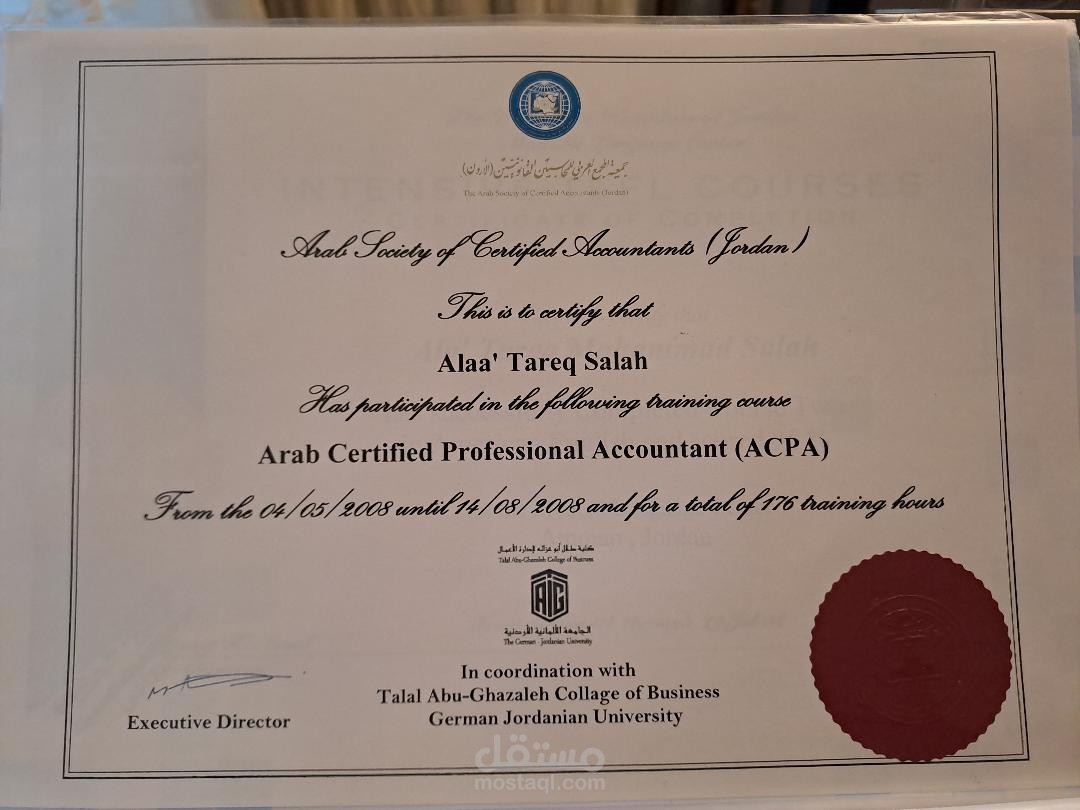 جمعية المجمع العربي للمحاسبين القانونيين (الأردن)
The Arab Society of Certified Accountants (Jordan)
Arab Society of Certified Accountants (Jordan)
This is to certify that
Alaa' Tareq Salah
Has participated in the following training course
Arab Certified Professional Accountant (ACPA)
From the 04/05/2008 until 14/08/2008 and for a total of 176 training hours
كلية طلال أبو غزاله لإدارة الأعمال
Talal Abu-Ghazaleh College of Business
الجامعة الألمانية الأردنية
The German - Jordanian University
In coordination with
Talal Abu-Ghazaleh Collage of Business
German Jordanian University
Executive Director
مستقل
mostaql.com